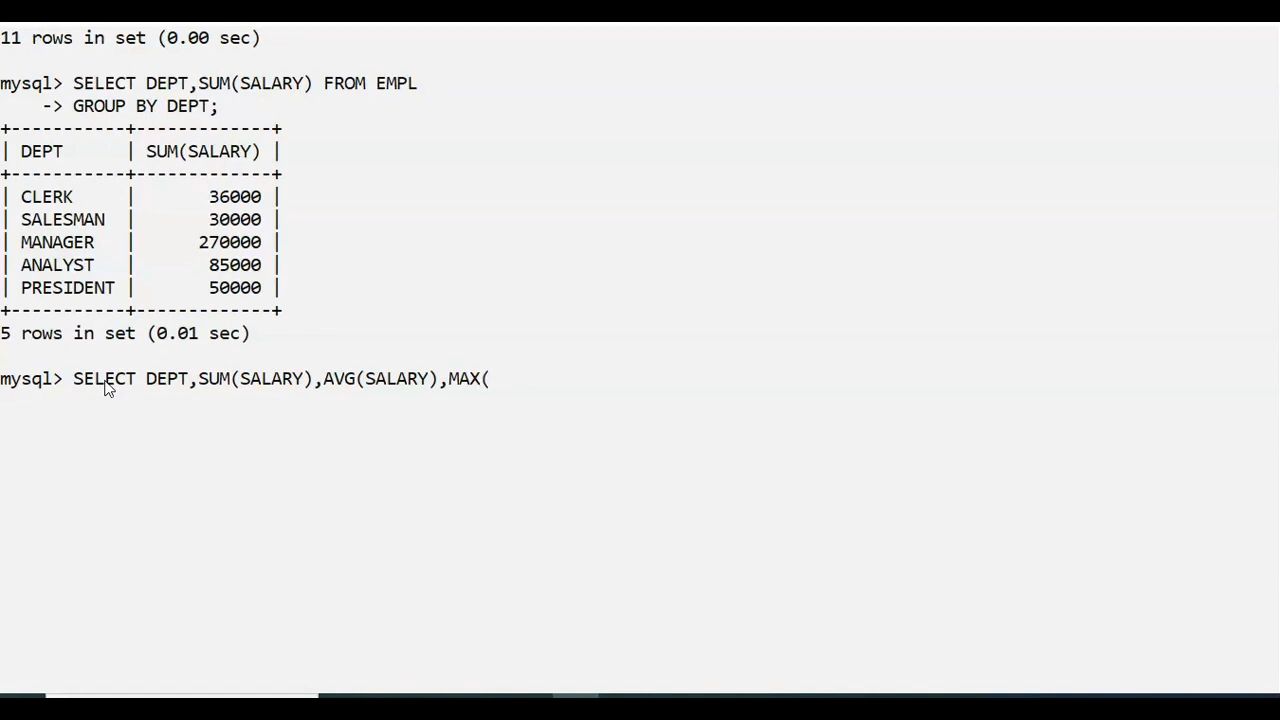 11 rows in set (0.00 sec)
mysql> SELECT DEPT,SUM(SALARY) FROM EMPL
    -> GROUP BY DEPT;
+-----------+-------------+
| DEPT      | SUM(SALARY) |
+-----------+-------------+
| CLERK     |       36000 |
| SALESMAN  |       30000 |
| MANAGER   |      270000 |
| ANALYST   |       85000 |
| PRESIDENT |       50000 |
+-----------+-------------+
5 rows in set (0.01 sec)
mysql> SELECT DEPT,SUM(SALARY),AVG(SALARY),MAX(